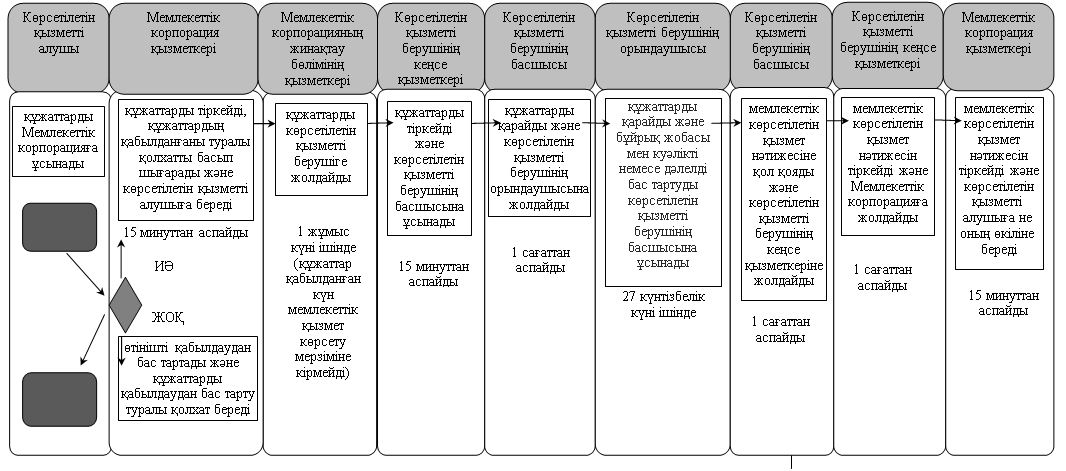 Көрсетілетін
қызметті
алушы
Мемлекеттік
корпорация
қызметкері
Мемлекеттік
корпорацияның
жинақтау
бөлімінің
қызметкері
Көрсетілетін
қызметті
берушінің
кеңсе
қызметкері
Көрсетілетін
қызметті
берушінің
басшысы
Көрсетілетін
қызметті берушінің
орындаушысы
Көрсетілетін
қызметті
берушінің
басшысы
Көрсетілетін
қызметті
берушінің кеңсе
қызметкері
Мемлекеттік
корпорация
қызметкері
құжаттарды
Мемлекеттік
корпорацияға
ұсынады
құжаттарды тіркейді,
құжаттардың
қабылданғаны туралы
қолхатты басып
шығарады және
көрсетілетін қызметті
алушыға береді
15 минуттан аспайды
ИӘ
ЖОҚ
өтінішті қабылдаудан
бас тартады және
құжаттарды
қабылдаудан бас тарту
туралы қолхат береді
құжаттарды
көрсетілетін
қызметті
берушіге
жолдайды
1 жұмыс
күні ішінде
(құжаттар
қабылданған
күн
мемлекеттік
қызмет
көрсету
мерзіміне
кірмейді)
құжаттарды
тіркейді
және
көрсетілетін
қызметті
берушінің
басшысына
ұсынады
15 минуттан
аспайды
құжаттарды
қарайды және
көрсетілетін
қызметті
берушінің
орындаушысына
жолдайды
1 сағаттан
аспайды
құжаттарды
қарайды және
бұйрық жобасы
мен куәлікті
немесе дәлелді
бас тартуды
көрсетілетін
қызметті
берушінің
басшысына
ұсынады
27 күнтізбелік
күні ішінде
мемлекеттік
көрсетілетін
қызмет
нәтижесіне
қол қояды
және
көрсетілетін
қызметті
берушінің
кеңсе
қызметкеріне
жолдайды
1 сағаттан
аспайды
мемлекеттік
көрсетілетін
қызмет
нәтижесін
тіркейді және
Мемлекеттік
корпорацияға
жолдайды
1 сағаттан
аспайды
мемлекеттік
көрсетілетін
қызмет
нәтижесін
тіркейді және
көрсетілетін
қызметті
алушыға не
оның өкіліне
береді
15 минуттан
аспайды